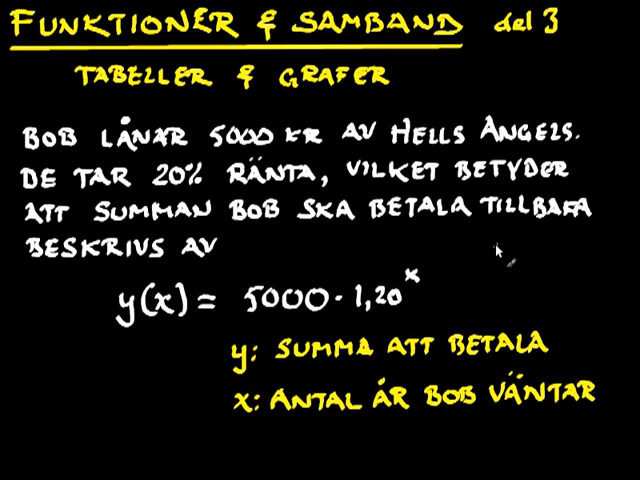 FUNKTIONER & SAMBAND del 3
TABELLER & GRAFER
BOB LÅNAR 5000 KR AV HELLS ANGELS.
DE TAR 20% RÄNTA, VILKET BETYDER
ATT SUMMAN BOB SKA BETALA TILLBAKA
BESKRIVS AV
y(x) = 5000 · 1,20^x
y: SUMMA ATT BETALA
x: ANTAL ÅR BOB VÄNTAR